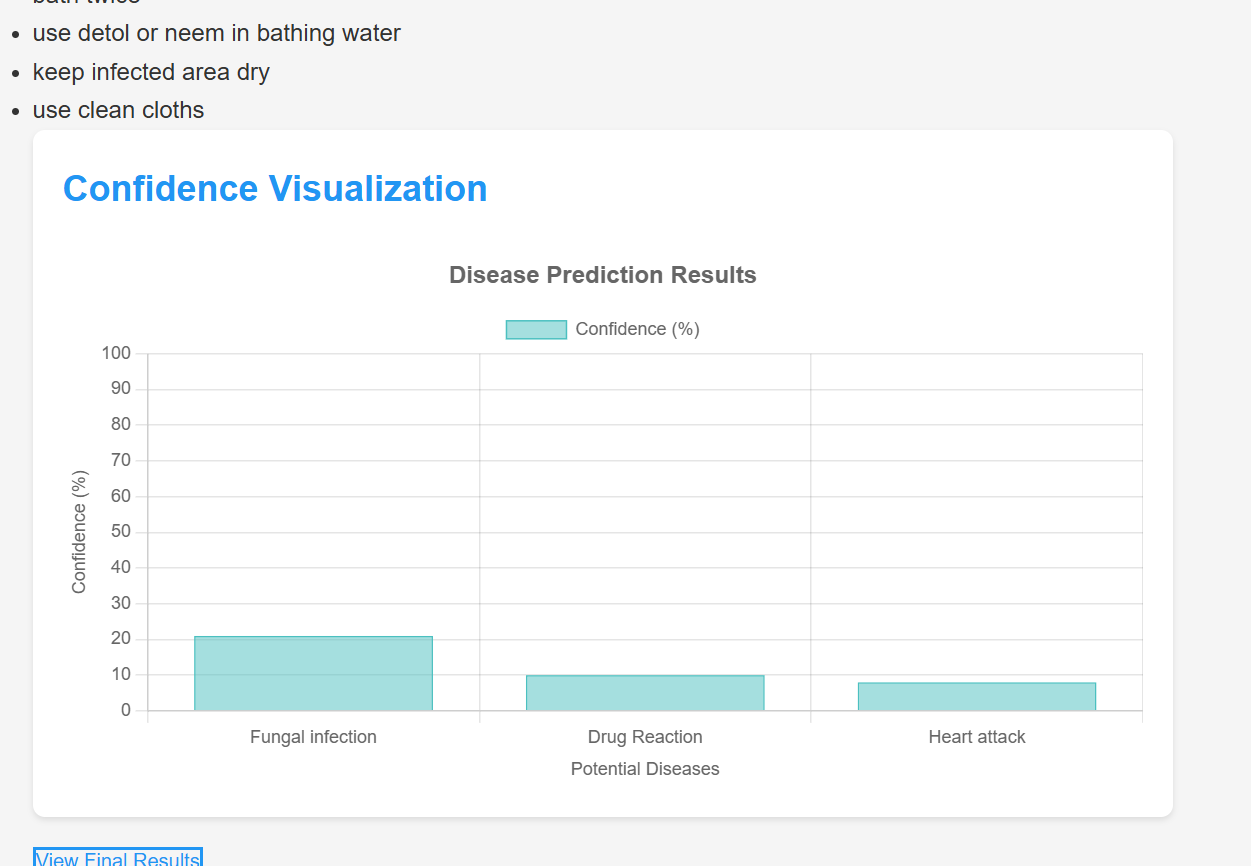 bath twice
use detol or neem in bathing water
keep infected area dry
use clean cloths
Confidence Visualization
Disease Prediction Results
Confidence (%)
100
90
80
70
60
50
40
30
20
10
0
Confidence (%)
Fungal infection
Drug Reaction
Heart attack
Potential Diseases
View Final Results